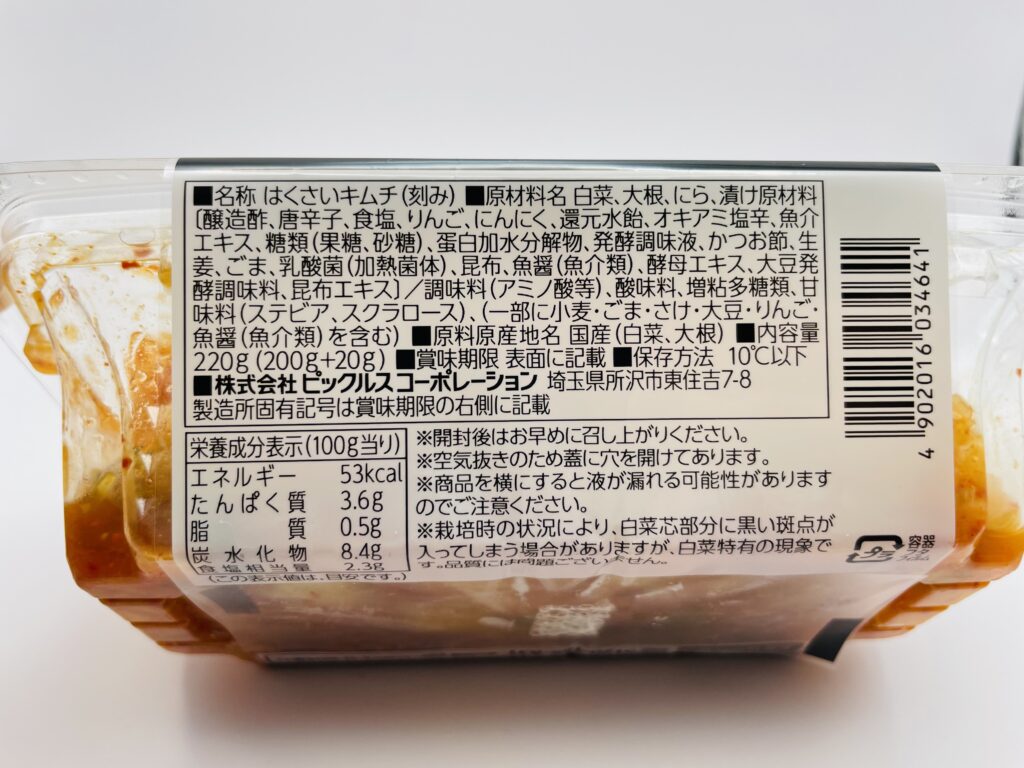 ■名称 はくさいキムチ(刻み) ■原材料名 白菜、大根、にら、漬け原材料
〔醸造酢、唐辛子、食塩、りんご、にんにく、還元水飴、オキアミ塩辛、魚介
エキス、糖類(果糖、砂糖)、蛋白加水分解物、発酵調味液、かつお節、生
姜、ごま、乳酸菌(加熱菌体)、昆布、魚醤(魚介類)、酵母エキス、大豆発
酵調味料、昆布エキス〕/調味料(アミノ酸等)、酸味料、増粘多糖類、甘
味料(ステビア、スクラロース)、(一部に小麦・ごま・さけ・大豆・りんご・
魚醤(魚介類)を含む) ■原料原産地名 国産(白菜、大根) ■内容量
220g(200g+20g) ■賞味期限 表面に記載 ■保存方法 10℃以下
■株式会社 ピックルスコーポレーション 埼玉県所沢市東住吉7-8
製造所固有記号は賞味期限の右側に記載
栄養成分表示(100g当り)
エネルギー 53kcal
たんぱく質 3.6g
脂質 0.5g
炭水化物 8.4g
食塩相当量 2.3g
(この表示値は、目安です。)
※開封後はお早めに召し上がりください。
※空気抜きのため蓋に穴を開けてあります。
※商品を横にすると液が漏れる可能性があります
のでご注意ください。
※栽培時の状況により、白菜芯部分に黒い斑点が
入ってしまう場合がありますが、白菜特有の現象で
す。品質には問題ございません。
4 902016 034641
プラ
容器
フタ
フィルム